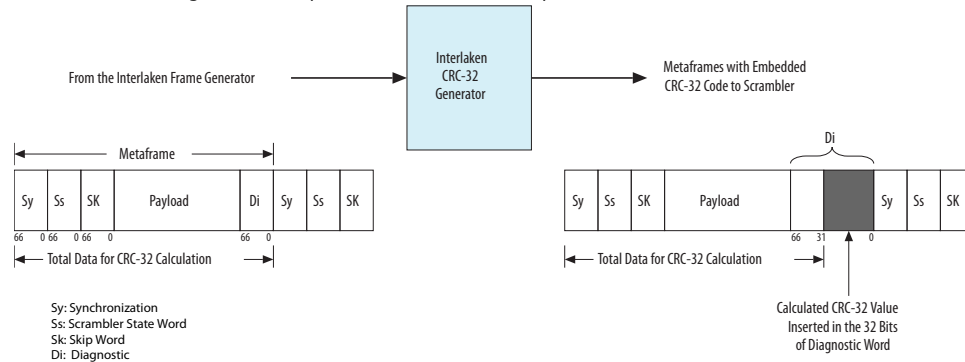 Interlaken
CRC-32
Generator
From the Interlaken Frame Generator
Metaframes with Embedded
CRC-32 Code to Scrambler
Metaframe
Di
Sy Ss SK Payload Di Sy Ss SK
66 0 66 0 66 0 66 0
Total Data for CRC-32 Calculation
Sy Ss SK Payload Sy Ss SK
66 31 0
Total Data for CRC-32 Calculation
Sy: Synchronization
Ss: Scrambler State Word
Sk: Skip Word
Di: Diagnostic
Calculated CRC-32 Value
Inserted in the 32 Bits
of Diagnostic Word